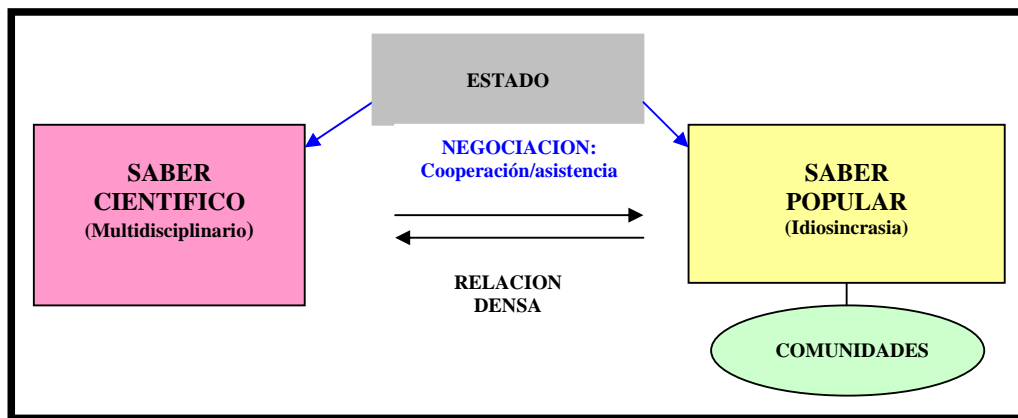 ESTADO
NEGOCIACION:
Cooperación/asistencia
SABER
CIENTIFICO
(Multidisciplinario)
SABER
POPULAR
(Idiosincrasia)
RELACION
DENSA
COMUNIDADES